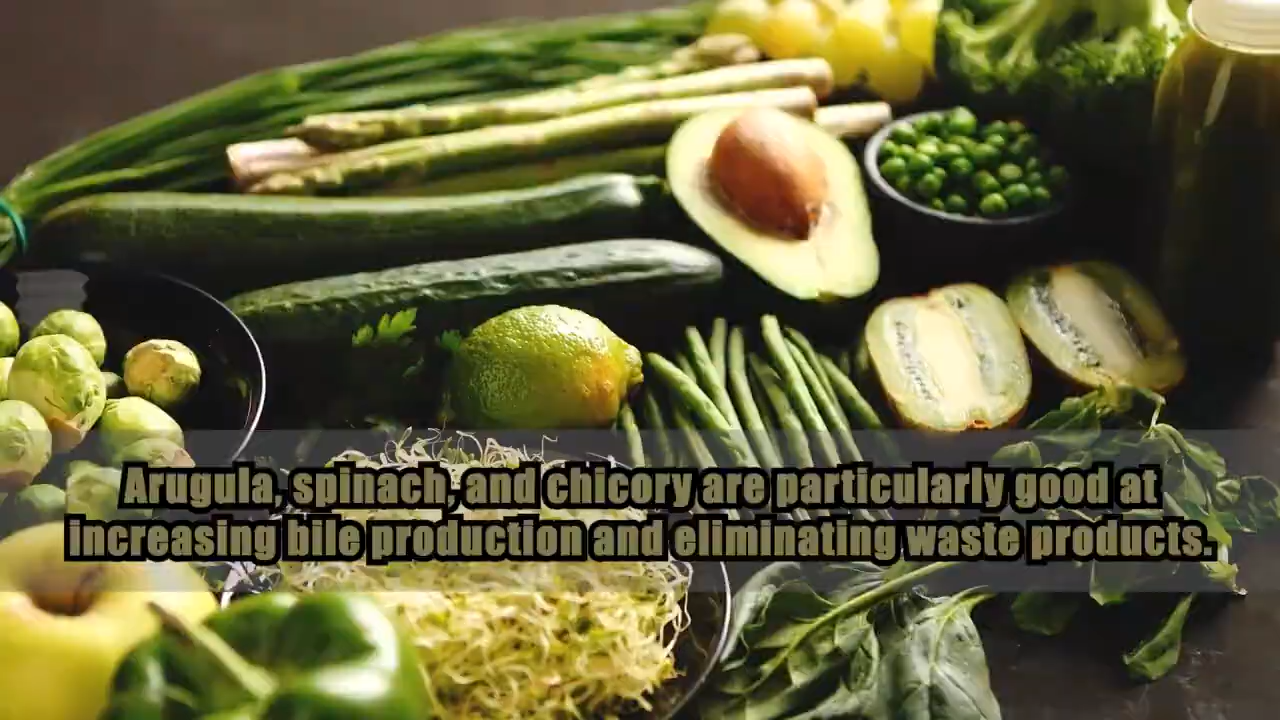 Arugula, spinach, and chicory are particularly good at
increasing bile production and eliminating waste products.